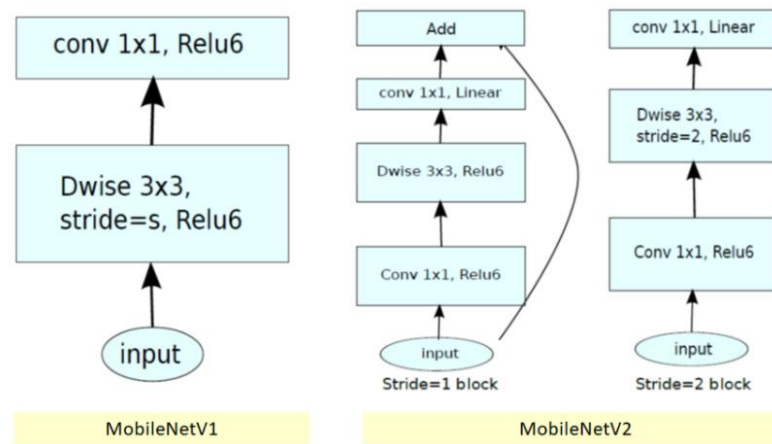 conv 1x1, Relu6
Dwise 3x3,
stride=s, Relu6
input
MobileNetV1
Add
conv 1x1, Linear
Dwise 3x3, Relu6
Conv 1x1, Relu6
input
Stride=1 block
conv 1x1, Linear
Dwise 3x3,
stride=2, Relu6
Conv 1x1, Relu6
input
Stride=2 block
MobileNetV2